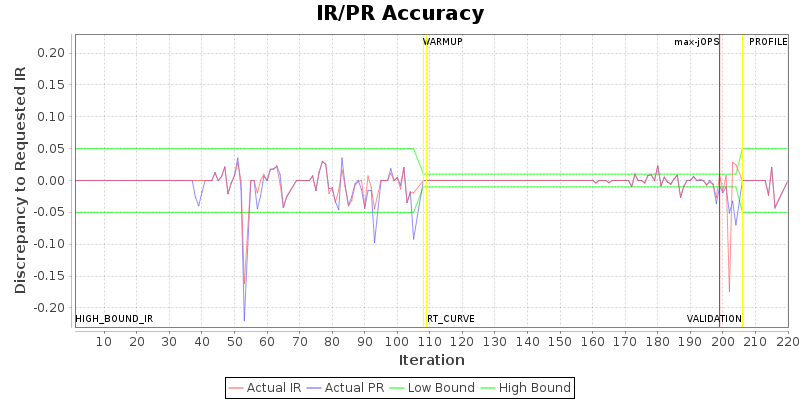 IR/PR Accuracy
Discrepancy to Requested IR
0.20
0.15
0.10
0.05
0.00
-0.05
-0.10
-0.15
-0.20
WARMUP
max-jOPS
PROFILE
HIGH_BOUND_IR
RT_CURVE
VALIDATION
10 20 30 40 50 60 70 80 90 100 110 120 130 140 150 160 170 180 190 200 210 220
Iteration
Actual IR Actual PR Low Bound High Bound